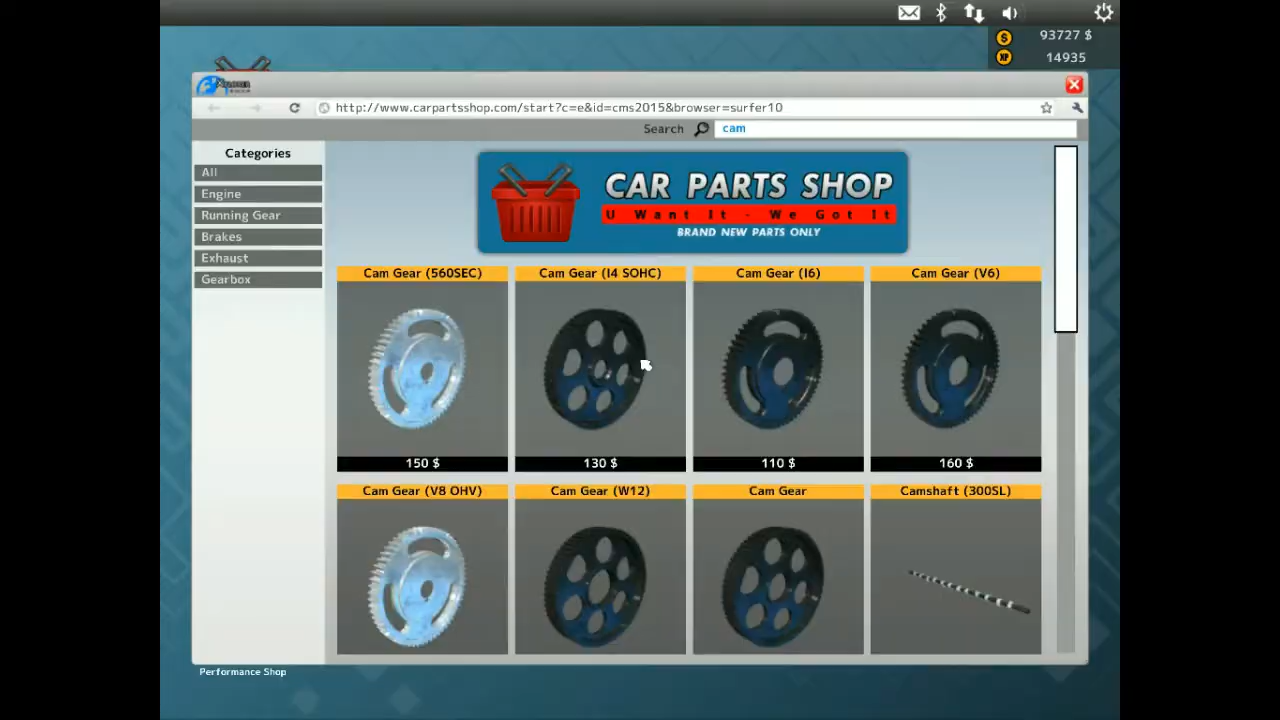 93727 $
XP 14935
http://www.carpartsshop.com/start?c=e&id=cms2015&browser=surfer10
Search cam
Categories
All
Engine
Running Gear
Brakes
Exhaust
Gearbox
CAR PARTS SHOP
U Want It - We Got It
BRAND NEW PARTS ONLY
Cam Gear (560SEC)
Cam Gear (I4 SOHC)
Cam Gear (I6)
Cam Gear (V6)
150 $
130 $
110 $
160 $
Cam Gear (V8 OHV)
Cam Gear (W12)
Cam Gear
Camshaft (300SL)
Performance Shop